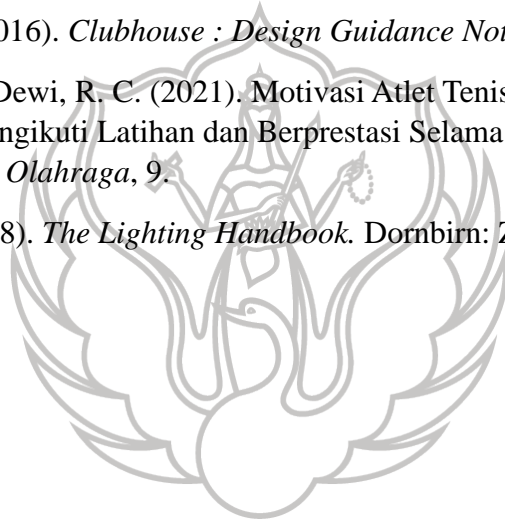 016). Clubhouse : Design Guidance Not
Dewi, R. C. (2021). Motivasi Atlet Tenis
ngikuti Latihan dan Berprestasi Selama
Olahraga, 9.
8). The Lighting Handbook. Dornbirn: Z